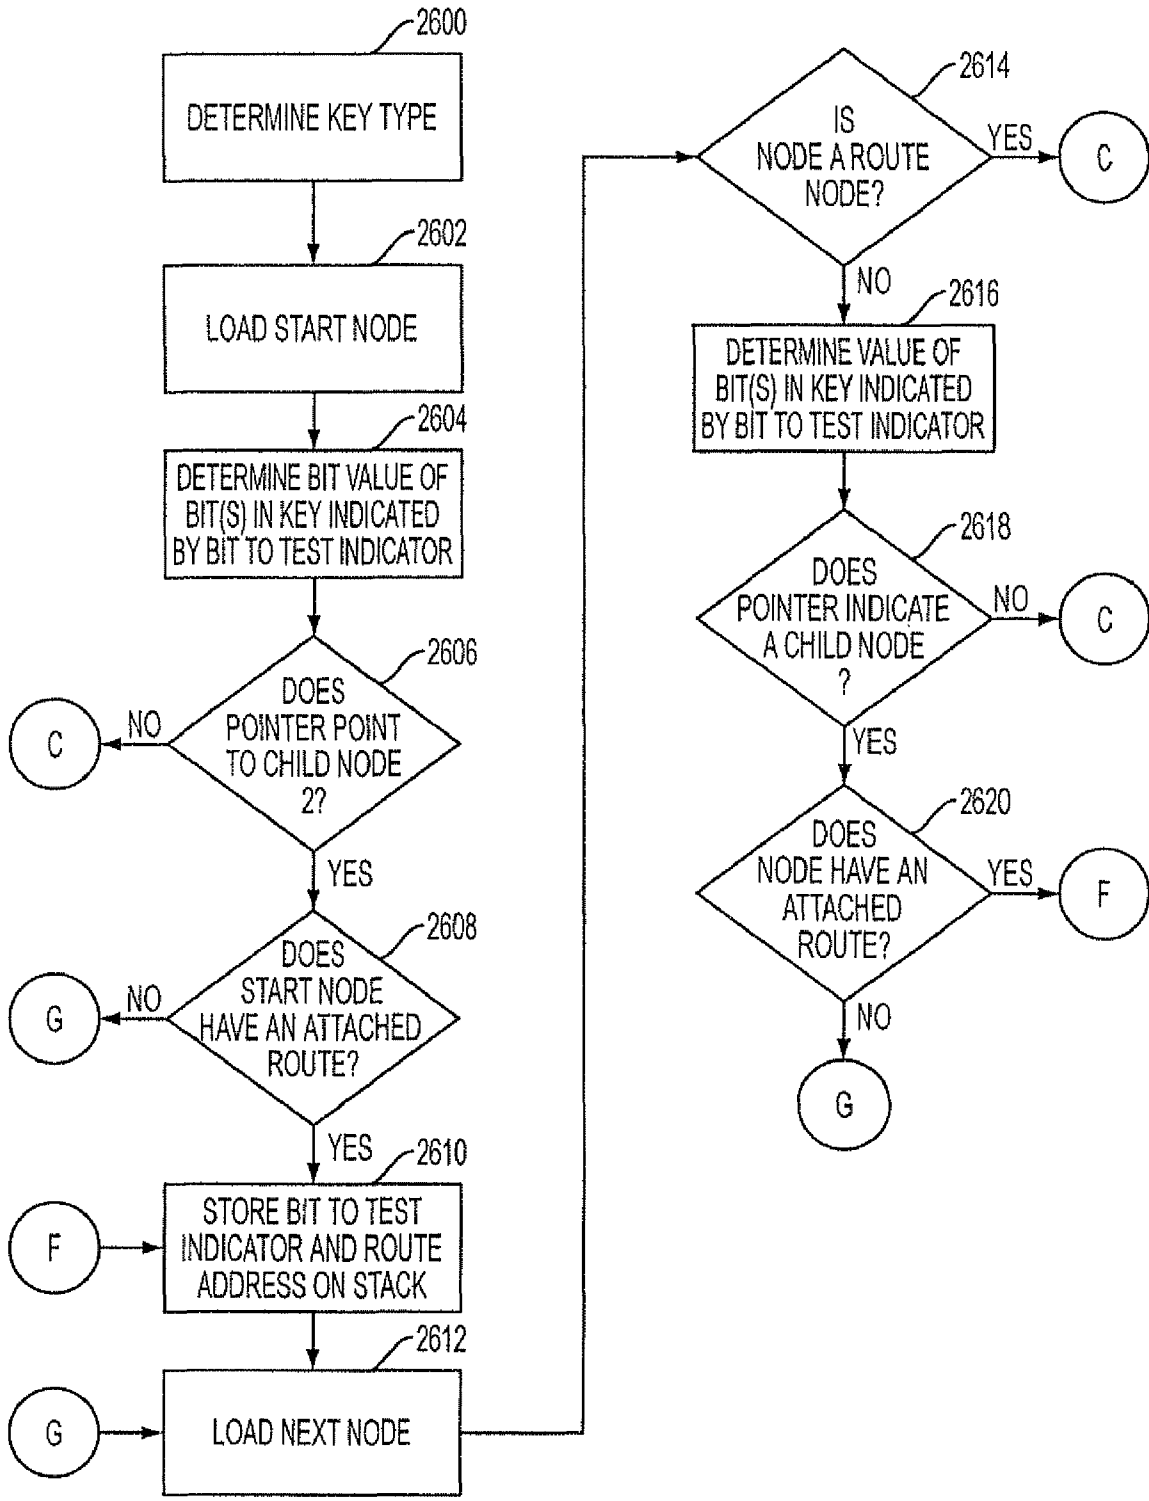 2600
DETERMINE KEY TYPE
2602
LOAD START NODE
2604
DETERMINE BIT VALUE OF
BIT(S) IN KEY INDICATED
BY BIT TO TEST INDICATOR
2606
DOES
POINTER POINT
TO CHILD NODE
2?
NO
C
YES
2608
DOES
START NODE
HAVE AN ATTACHED
ROUTE?
NO
G
YES
2610
F
STORE BIT TO TEST
INDICATOR AND ROUTE
ADDRESS ON STACK
2612
G
LOAD NEXT NODE
2614
IS
NODE A ROUTE
NODE?
YES
C
NO
2616
DETERMINE VALUE OF
BIT(S) IN KEY INDICATED
BY BIT TO TEST INDICATOR
2618
DOES
POINTER INDICATE
A CHILD NODE
?
NO
C
YES
2620
DOES
NODE HAVE AN
ATTACHED
ROUTE?
YES
F
NO
G